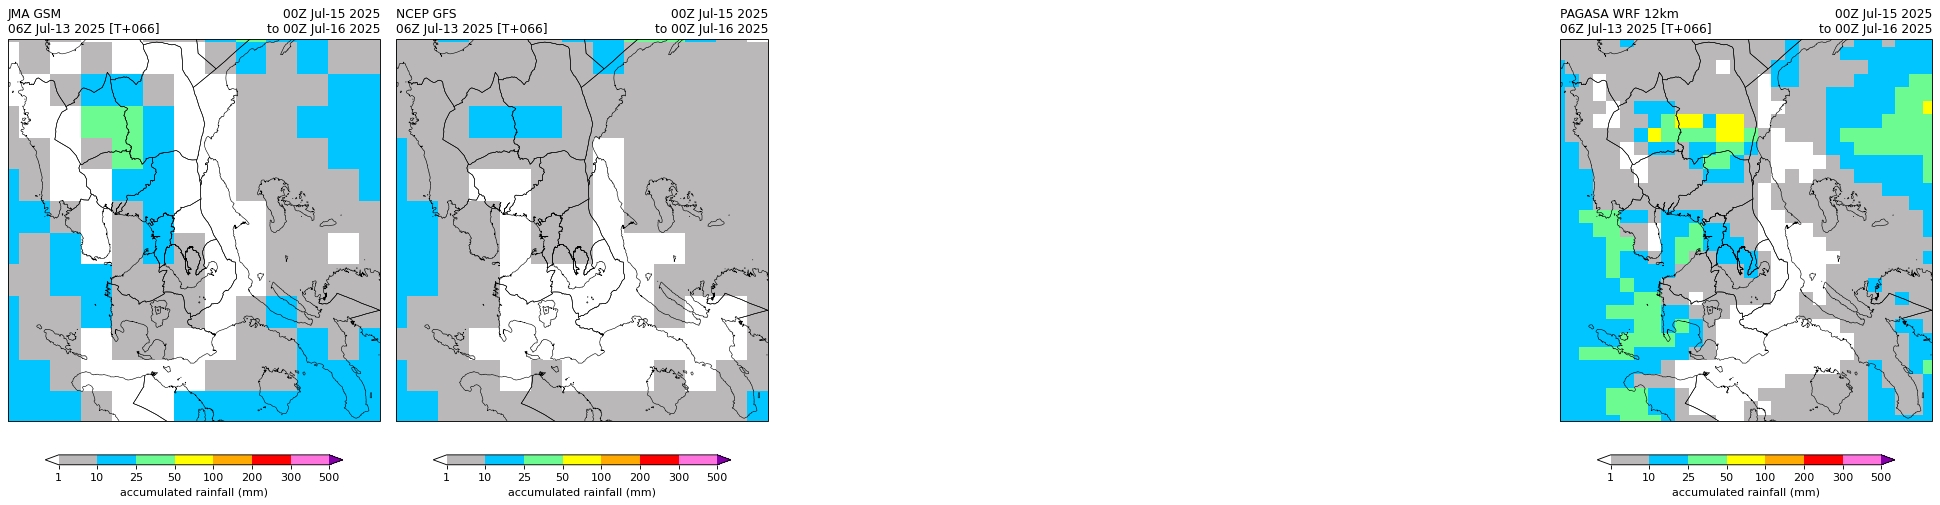 JMA GSM 00Z Jul-15 2025
06Z Jul-13 2025 [T+066] to 00Z Jul-16 2025
1 10 25 50 100 200 300 500
accumulated rainfall (mm)
NCEP GFS 00Z Jul-15 2025
06Z Jul-13 2025 [T+066] to 00Z Jul-16 2025
1 10 25 50 100 200 300 500
accumulated rainfall (mm)
PAGASA WRF 12km 00Z Jul-15 2025
06Z Jul-13 2025 [T+066] to 00Z Jul-16 2025
1 10 25 50 100 200 300 500
accumulated rainfall (mm)